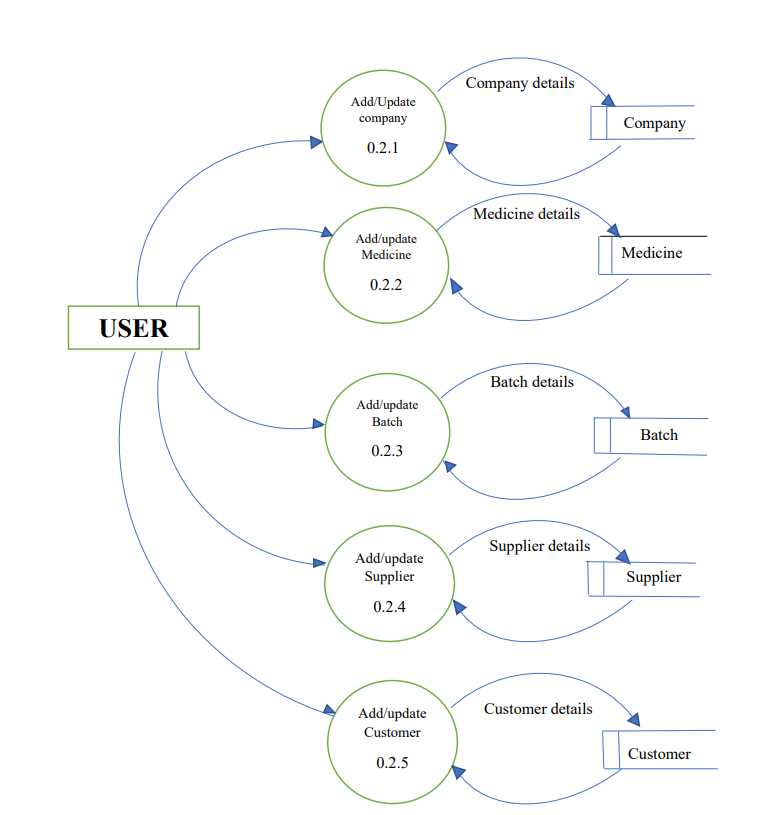 Add/Update
company
0.2.1
Company details
Company
Add/update
Medicine
0.2.2
Medicine details
Medicine
USER
Add/update
Batch
0.2.3
Batch details
Batch
Add/update
Supplier
0.2.4
Supplier details
Supplier
Add/update
Customer
0.2.5
Customer details
Customer